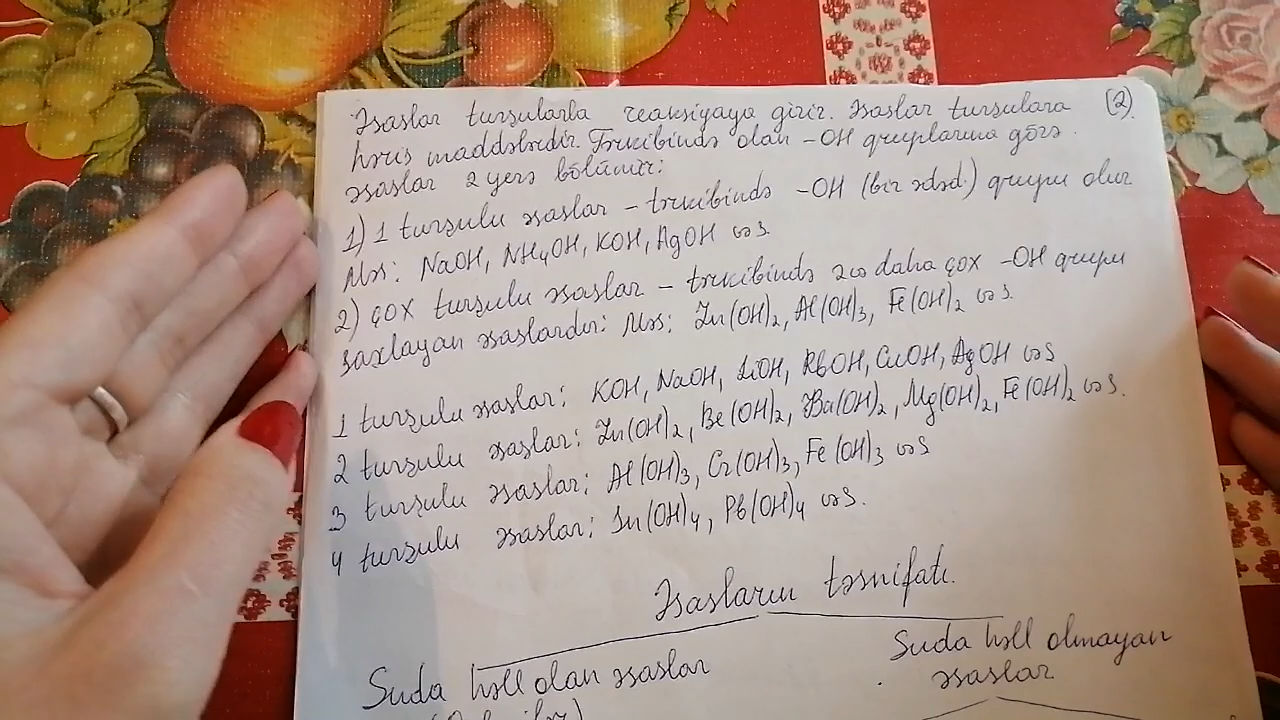 Əsaslar turşularla reaksiyaya girir. Əsaslar turşulara (2)
həris maddələrdir. Tərkibində olan -OH qruplarına görə
əsaslar 2 yerə bölünür:
1) 1 turşulu əsaslar - tərkibində -OH (bir ədəd) qrupu olur
Məs: NaOH, NH4OH, KOH, AgOH və s.
2) çox turşulu əsaslar - tərkibində 2 və daha çox -OH qrupu
saxlayan əsaslardır: Məs: Zn(OH)2, Al(OH)3, Fe(OH)2 və s.
1 turşulu əsaslar: KOH, NaOH, LiOH, RbOH, CuOH, AgOH və s
2 turşulu əsaslar: Zn(OH)2, Be(OH)2, Ba(OH)2, Mg(OH)2, Fe(OH)2 və s.
3 turşulu əsaslar: Al(OH)3, Cr(OH)3, Fe(OH)3 və s
4 turşulu əsaslar: Sn(OH)4, Pb(OH)4 və s.
Əsasların təsnifatı.
Suda həll olan əsaslar
Suda həll olmayan
əsaslar